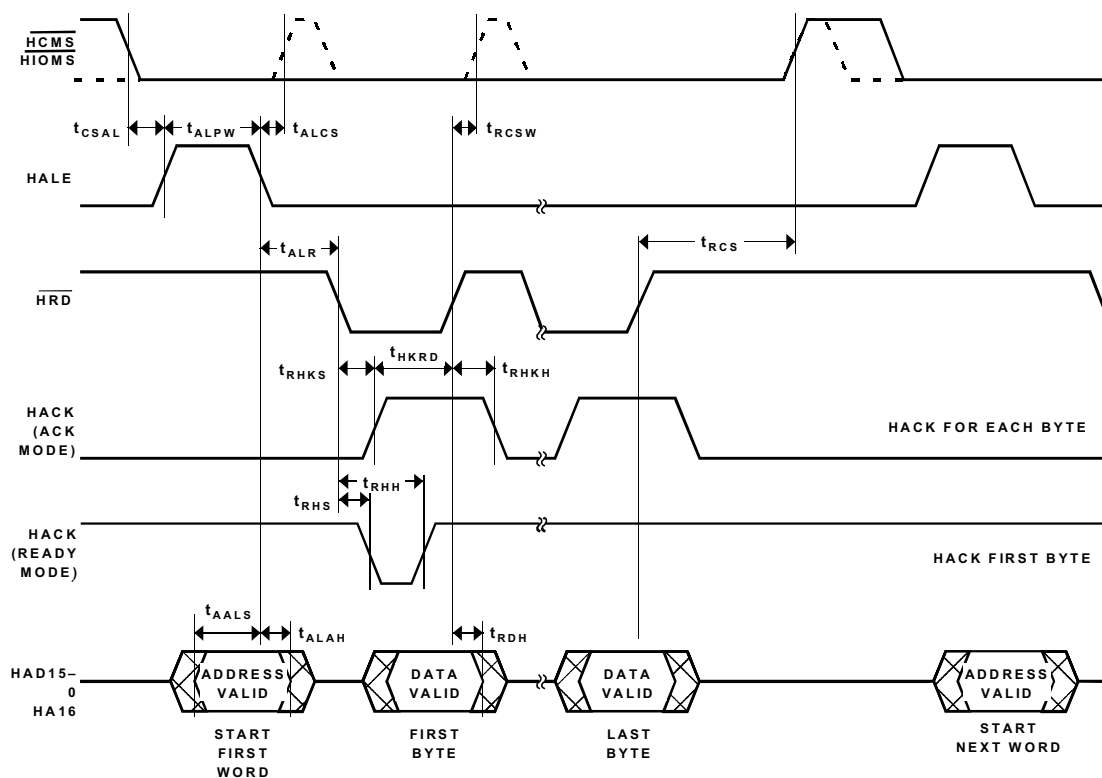 HCMS
HIOMS
tCSAL
tALPW
tALCS
tRCSW
HALE
tALR
tRCS
HRD
tRHKS
tHKRD
tRHKH
HACK
(ACK
MODE)
HACK FOR EACH BYTE
tRHH
tRHS
HACK
(READY
MODE)
HACK FIRST BYTE
tAALS
tALAH
tRDH
HAD15–
0
HA16
ADDRESS
VALID
DATA
VALID
DATA
VALID
ADDRESS
VALID
START
FIRST
WORD
FIRST
BYTE
LAST
BYTE
START
NEXT WORD